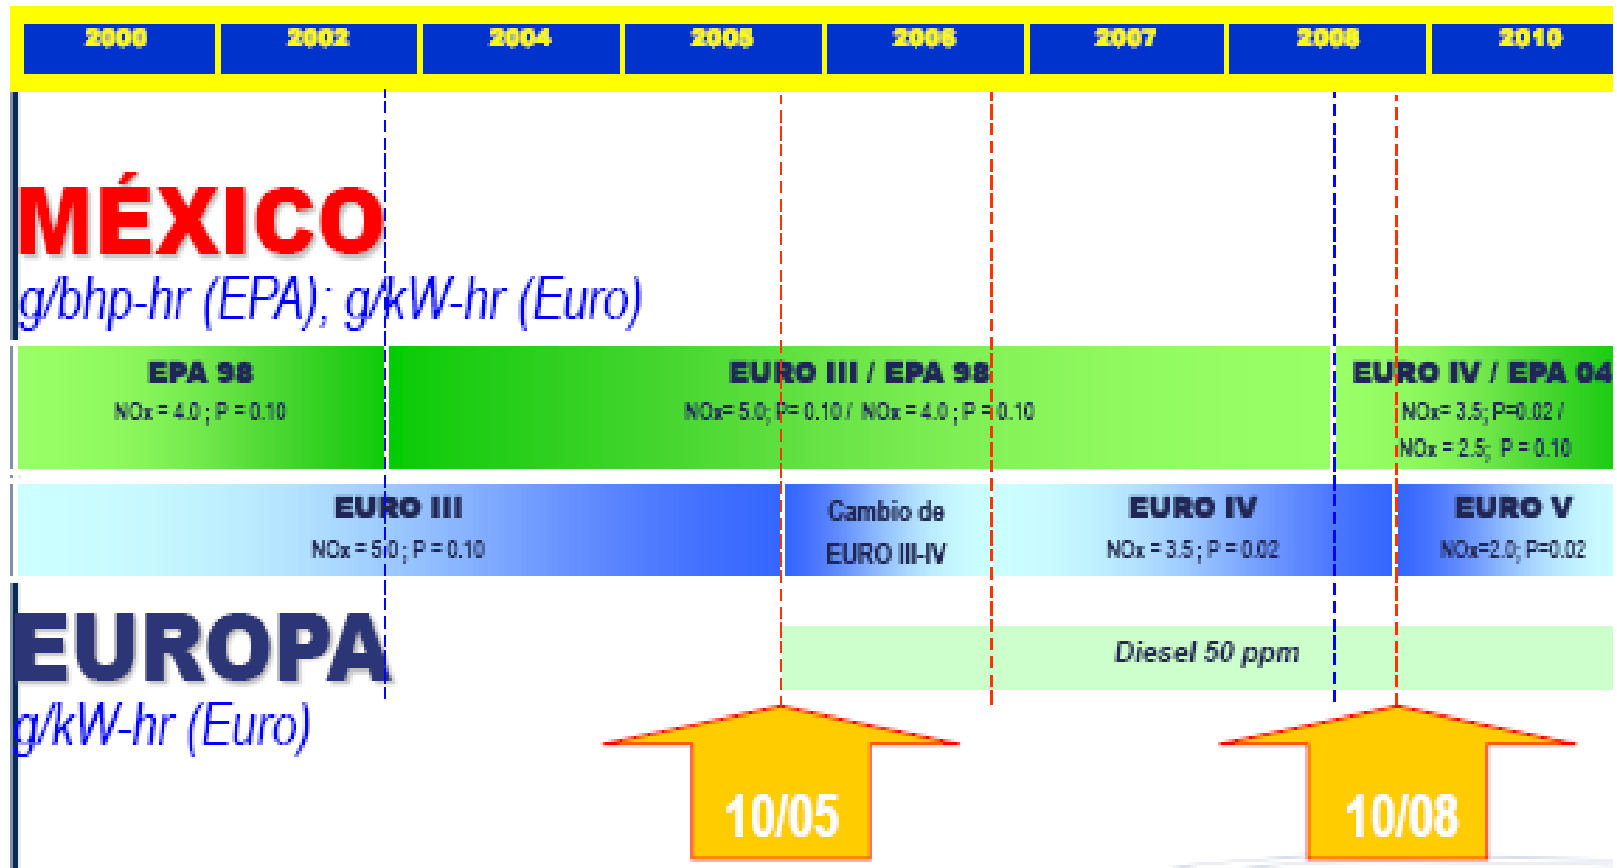 2000 2002 2004 2005 2006 2007 2008 2010
MÉXICO
g/bhp-hr (EPA); g/kW-hr (Euro)
EPA 98
NOx = 4.0 ; P = 0.10
EURO III / EPA 98
NOx= 5.0; P= 0.10 / NOx = 4.0 ; P = 0.10
EURO IV / EPA 04
NOx= 3.5; P=0.02 /
NOx = 2.5; P = 0.10
EURO III
NOx = 5.0 ; P = 0.10
Cambio de
EURO III-IV
EURO IV
NOx = 3.5 ; P = 0.02
EURO V
NOx=2.0; P=0.02
EUROPA
g/kW-hr (Euro)
Diesel 50 ppm
10/05
10/08